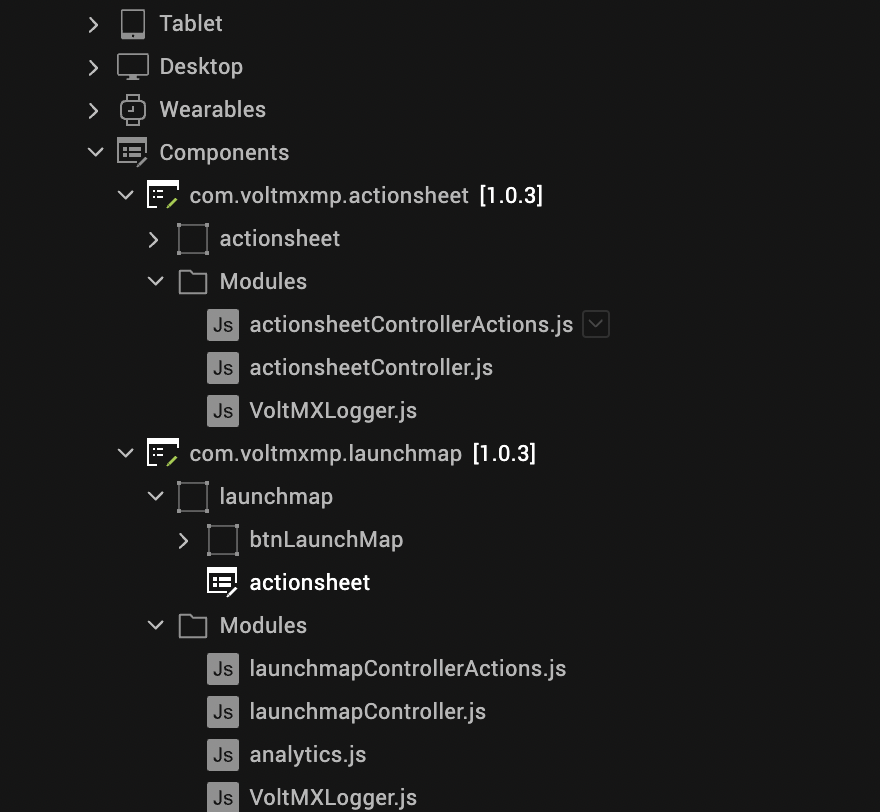 Tablet
Desktop
Wearables
Components
com.voltmxmp.actionsheet [1.0.3]
actionsheet
Modules
Js actionsheetControllerActions.js
Js actionsheetController.js
Js VoltMXLogger.js
com.voltmxmp.launchmap [1.0.3]
launchmap
btnLaunchMap
actionsheet
Modules
Js launchmapControllerActions.js
Js launchmapController.js
Js analytics.js
Js VoltMXLogger.js